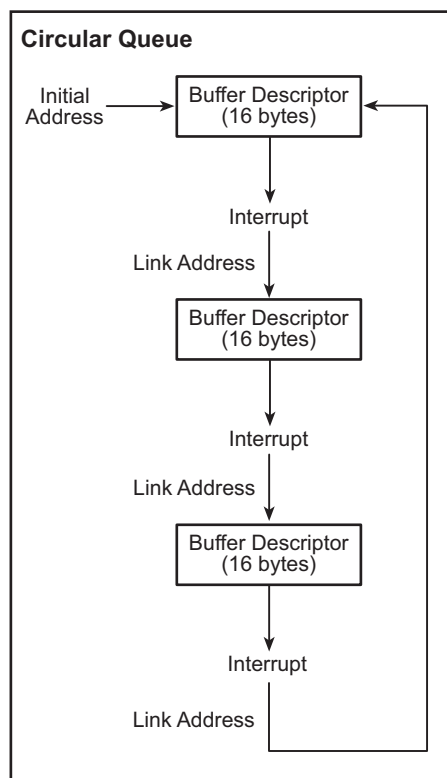 Circular Queue
Initial
Address
Buffer Descriptor
(16 bytes)
Interrupt
Link Address
Buffer Descriptor
(16 bytes)
Interrupt
Link Address
Buffer Descriptor
(16 bytes)
Interrupt
Link Address